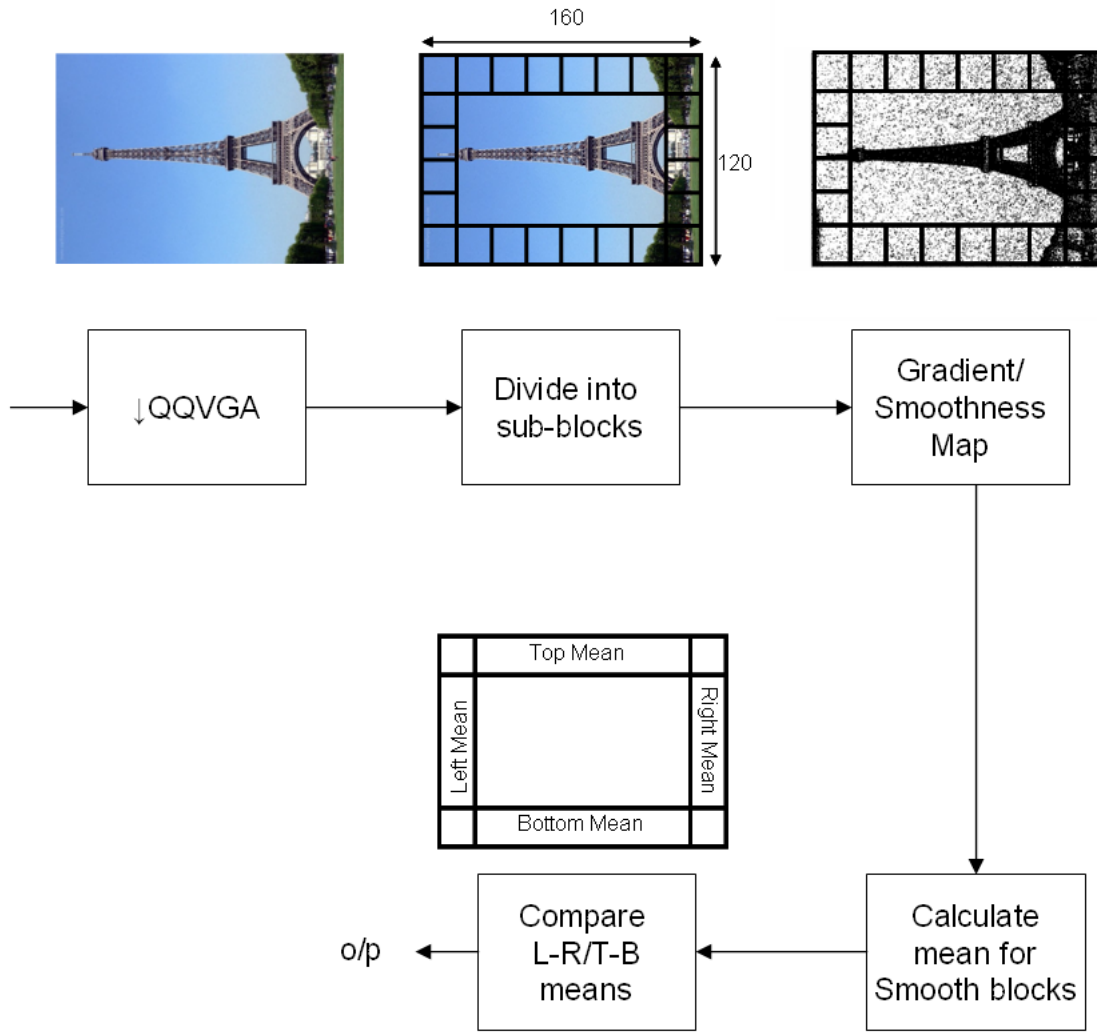 160
120
↓QQVGA
Divide into
sub-blocks
Gradient/
Smoothness
Map
Top Mean
Left Mean
Right Mean
Bottom Mean
Calculate
mean for
Smooth blocks
Compare
L-R/T-B
means
o/p